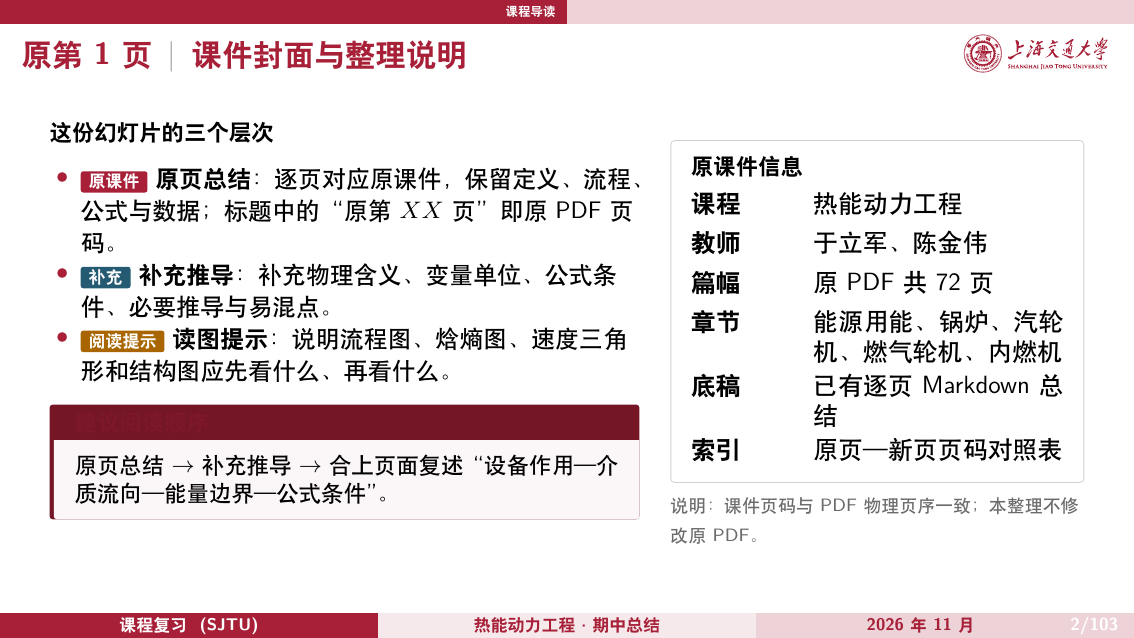 课程导读
原第 1 页 | 课件封面与整理说明
上海交通大学
SHANGHAI JIAO TONG UNIVERSITY
这份幻灯片的三个层次
• 原课件 原页总结：逐页对应原课件，保留定义、流程、
公式与数据；标题中的“原第 XX 页”即原 PDF 页
码。
• 补充 补充推导：补充物理含义、变量单位、公式条
件、必要推导与易混点。
• 阅读提示 读图提示：说明流程图、焓熵图、速度三角
形和结构图应先看什么、再看什么。
建议阅读顺序
原页总结 → 补充推导 → 合上页面复述“设备作用—介
质流向—能量边界—公式条件”。
原课件信息
课程 热能动力工程
教师 于立军、陈金伟
篇幅 原 PDF 共 72 页
章节 能源用能、锅炉、汽轮
机、燃气轮机、内燃机
底稿 已有逐页 Markdown 总
结
索引 原页—新页页码对照表
说明：课件页码与 PDF 物理页序一致；本整理不修
改原 PDF。
课程复习 (SJTU)
热能动力工程 · 期中总结
2026 年 11 月
2/103